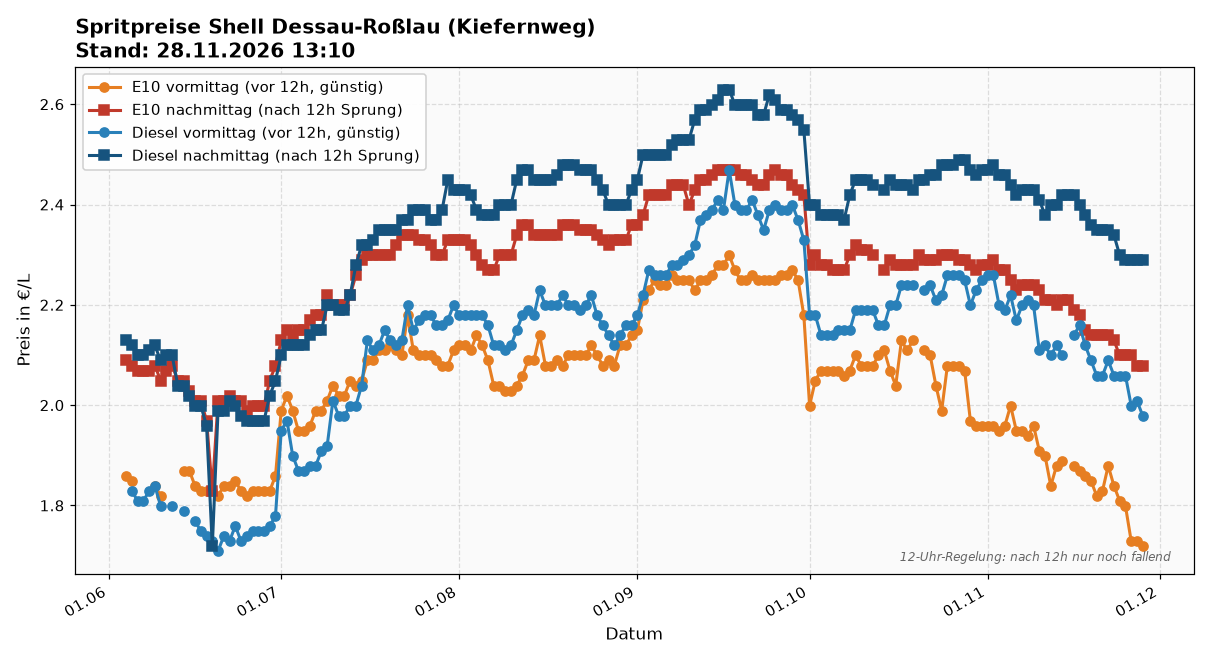 Spritpreise Shell Dessau-Roßlau (Kiefernweg)
Stand: 28.11.2026 13:10
E10 vormittag (vor 12h, günstig)
E10 nachmittag (nach 12h Sprung)
Diesel vormittag (vor 12h, günstig)
Diesel nachmittag (nach 12h Sprung)
Preis in €/L
2.6
2.4
2.2
2.0
1.8
12-Uhr-Regelung: nach 12h nur noch fallend
01.06
01.07
01.08
01.09
01.10
01.11
01.12
Datum